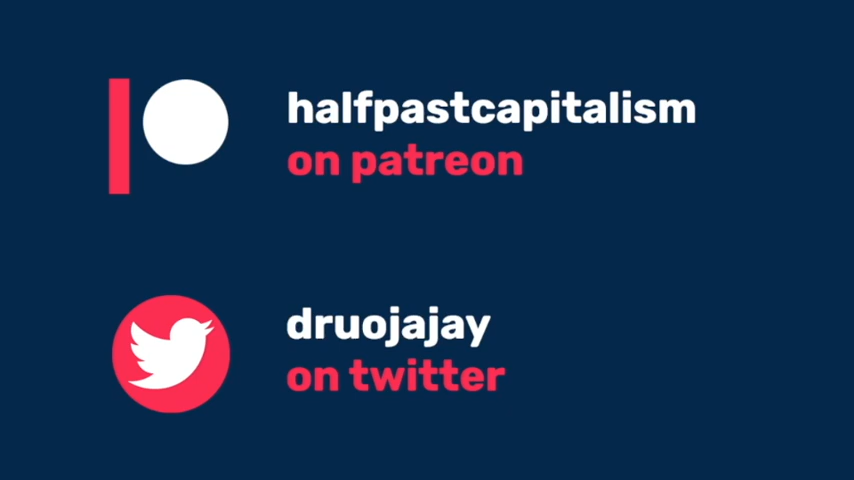 halfpastcapitalism
on patreon
druojajay
on twitter